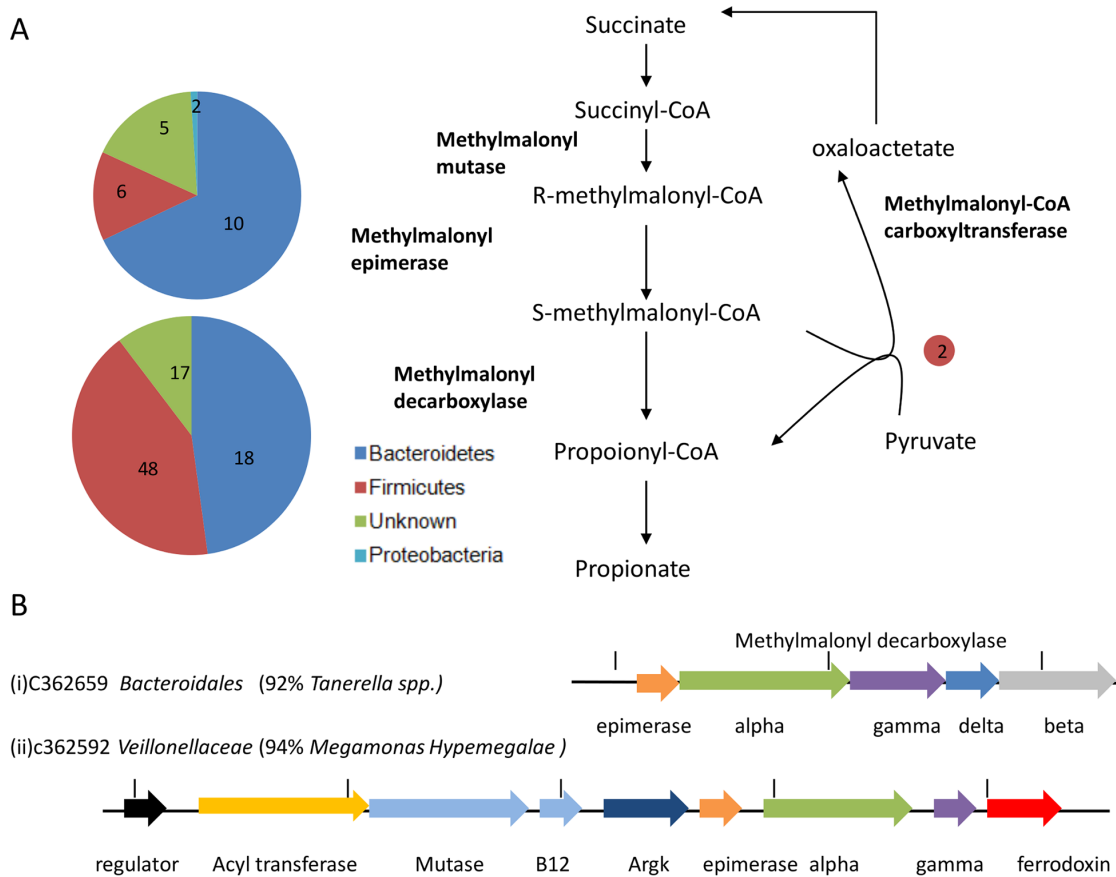 A
Succinate
Succinyl-CoA
Methylmalonyl
mutase
R-methylmalonyl-CoA
Methylmalonyl
epimerase
S-methylmalonyl-CoA
Methylmalonyl
decarboxylase
Propoionyl-CoA
Propionate
oxaloactetate
Methylmalonyl-CoA
carboxyltransferase
2
Pyruvate
2
5
6
10
17
48
18
Bacteroidetes
Firmicutes
Unknown
Proteobacteria
B
Methylmalonyl decarboxylase
(i)C362659 Bacteroidales (92% Tanerella spp.)
epimerase alpha gamma delta beta
(ii)c362592 Veillonellaceae (94% Megamonas Hypemegalae )
regulator Acyl transferase Mutase B12 Argk epimerase alpha gamma ferrodoxin